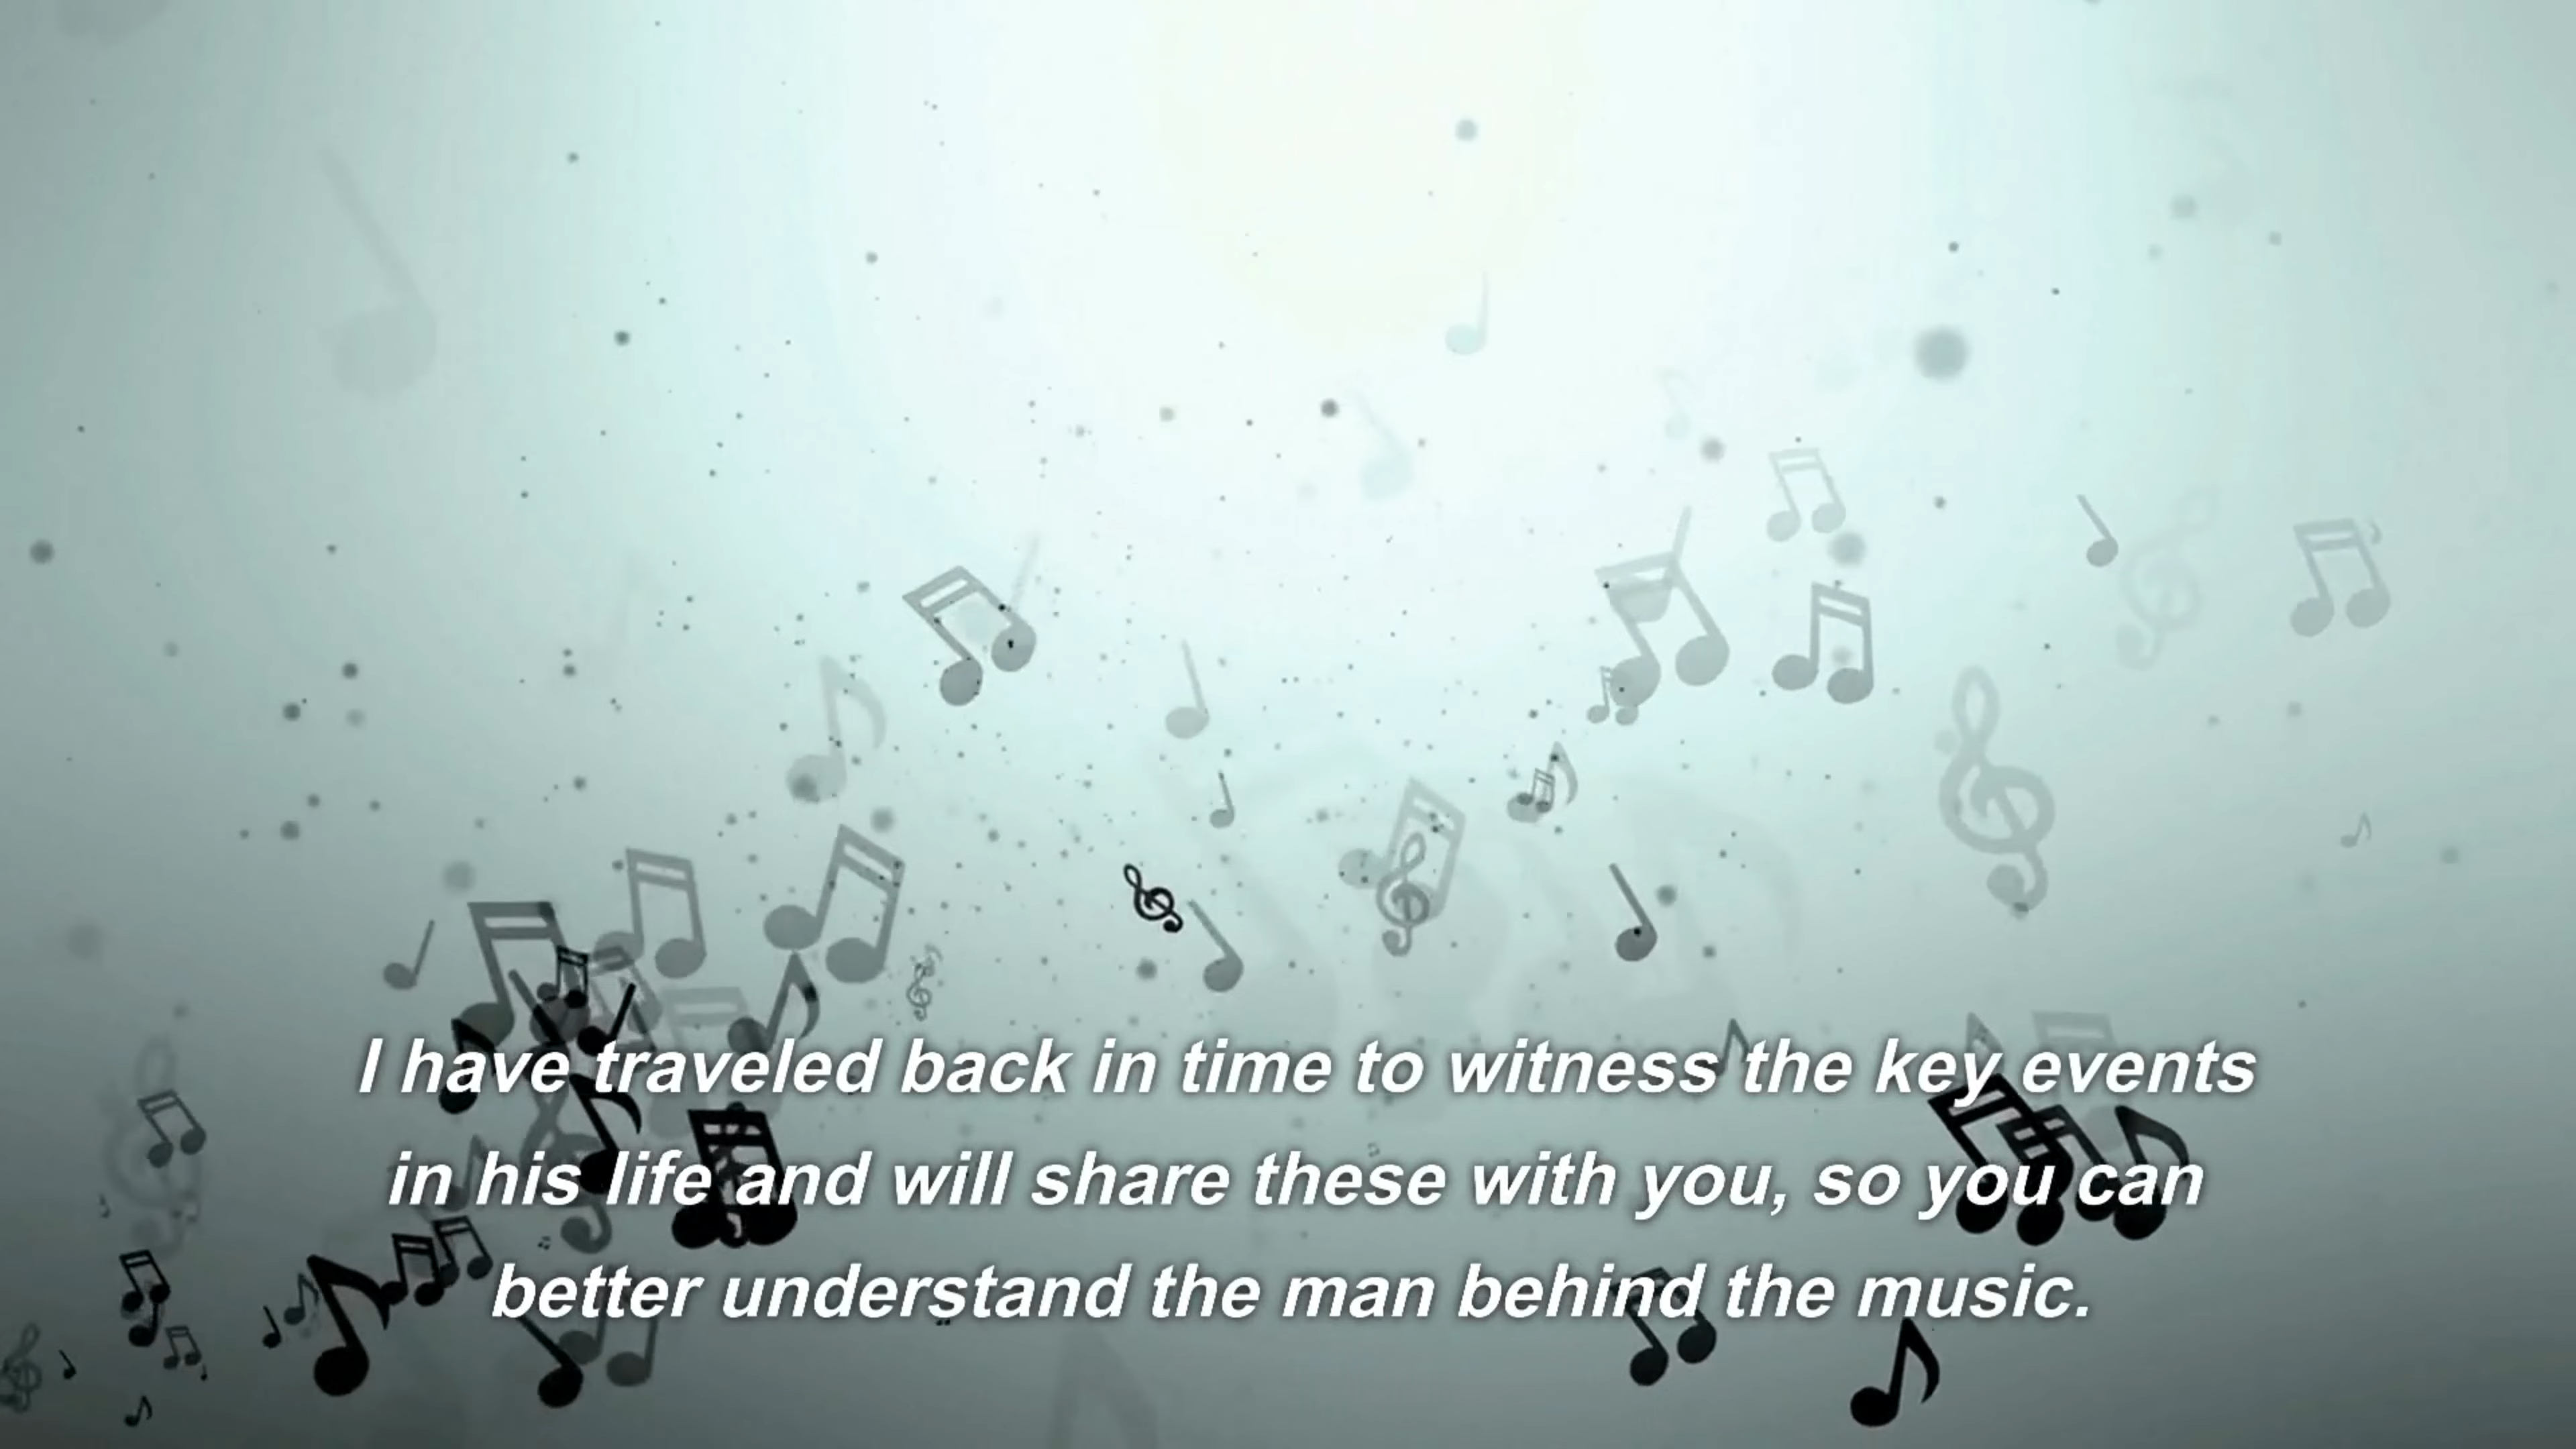 I have traveled back in time to witness the key events
in his life and will share these with you, so you can
better understand the man behind the music.